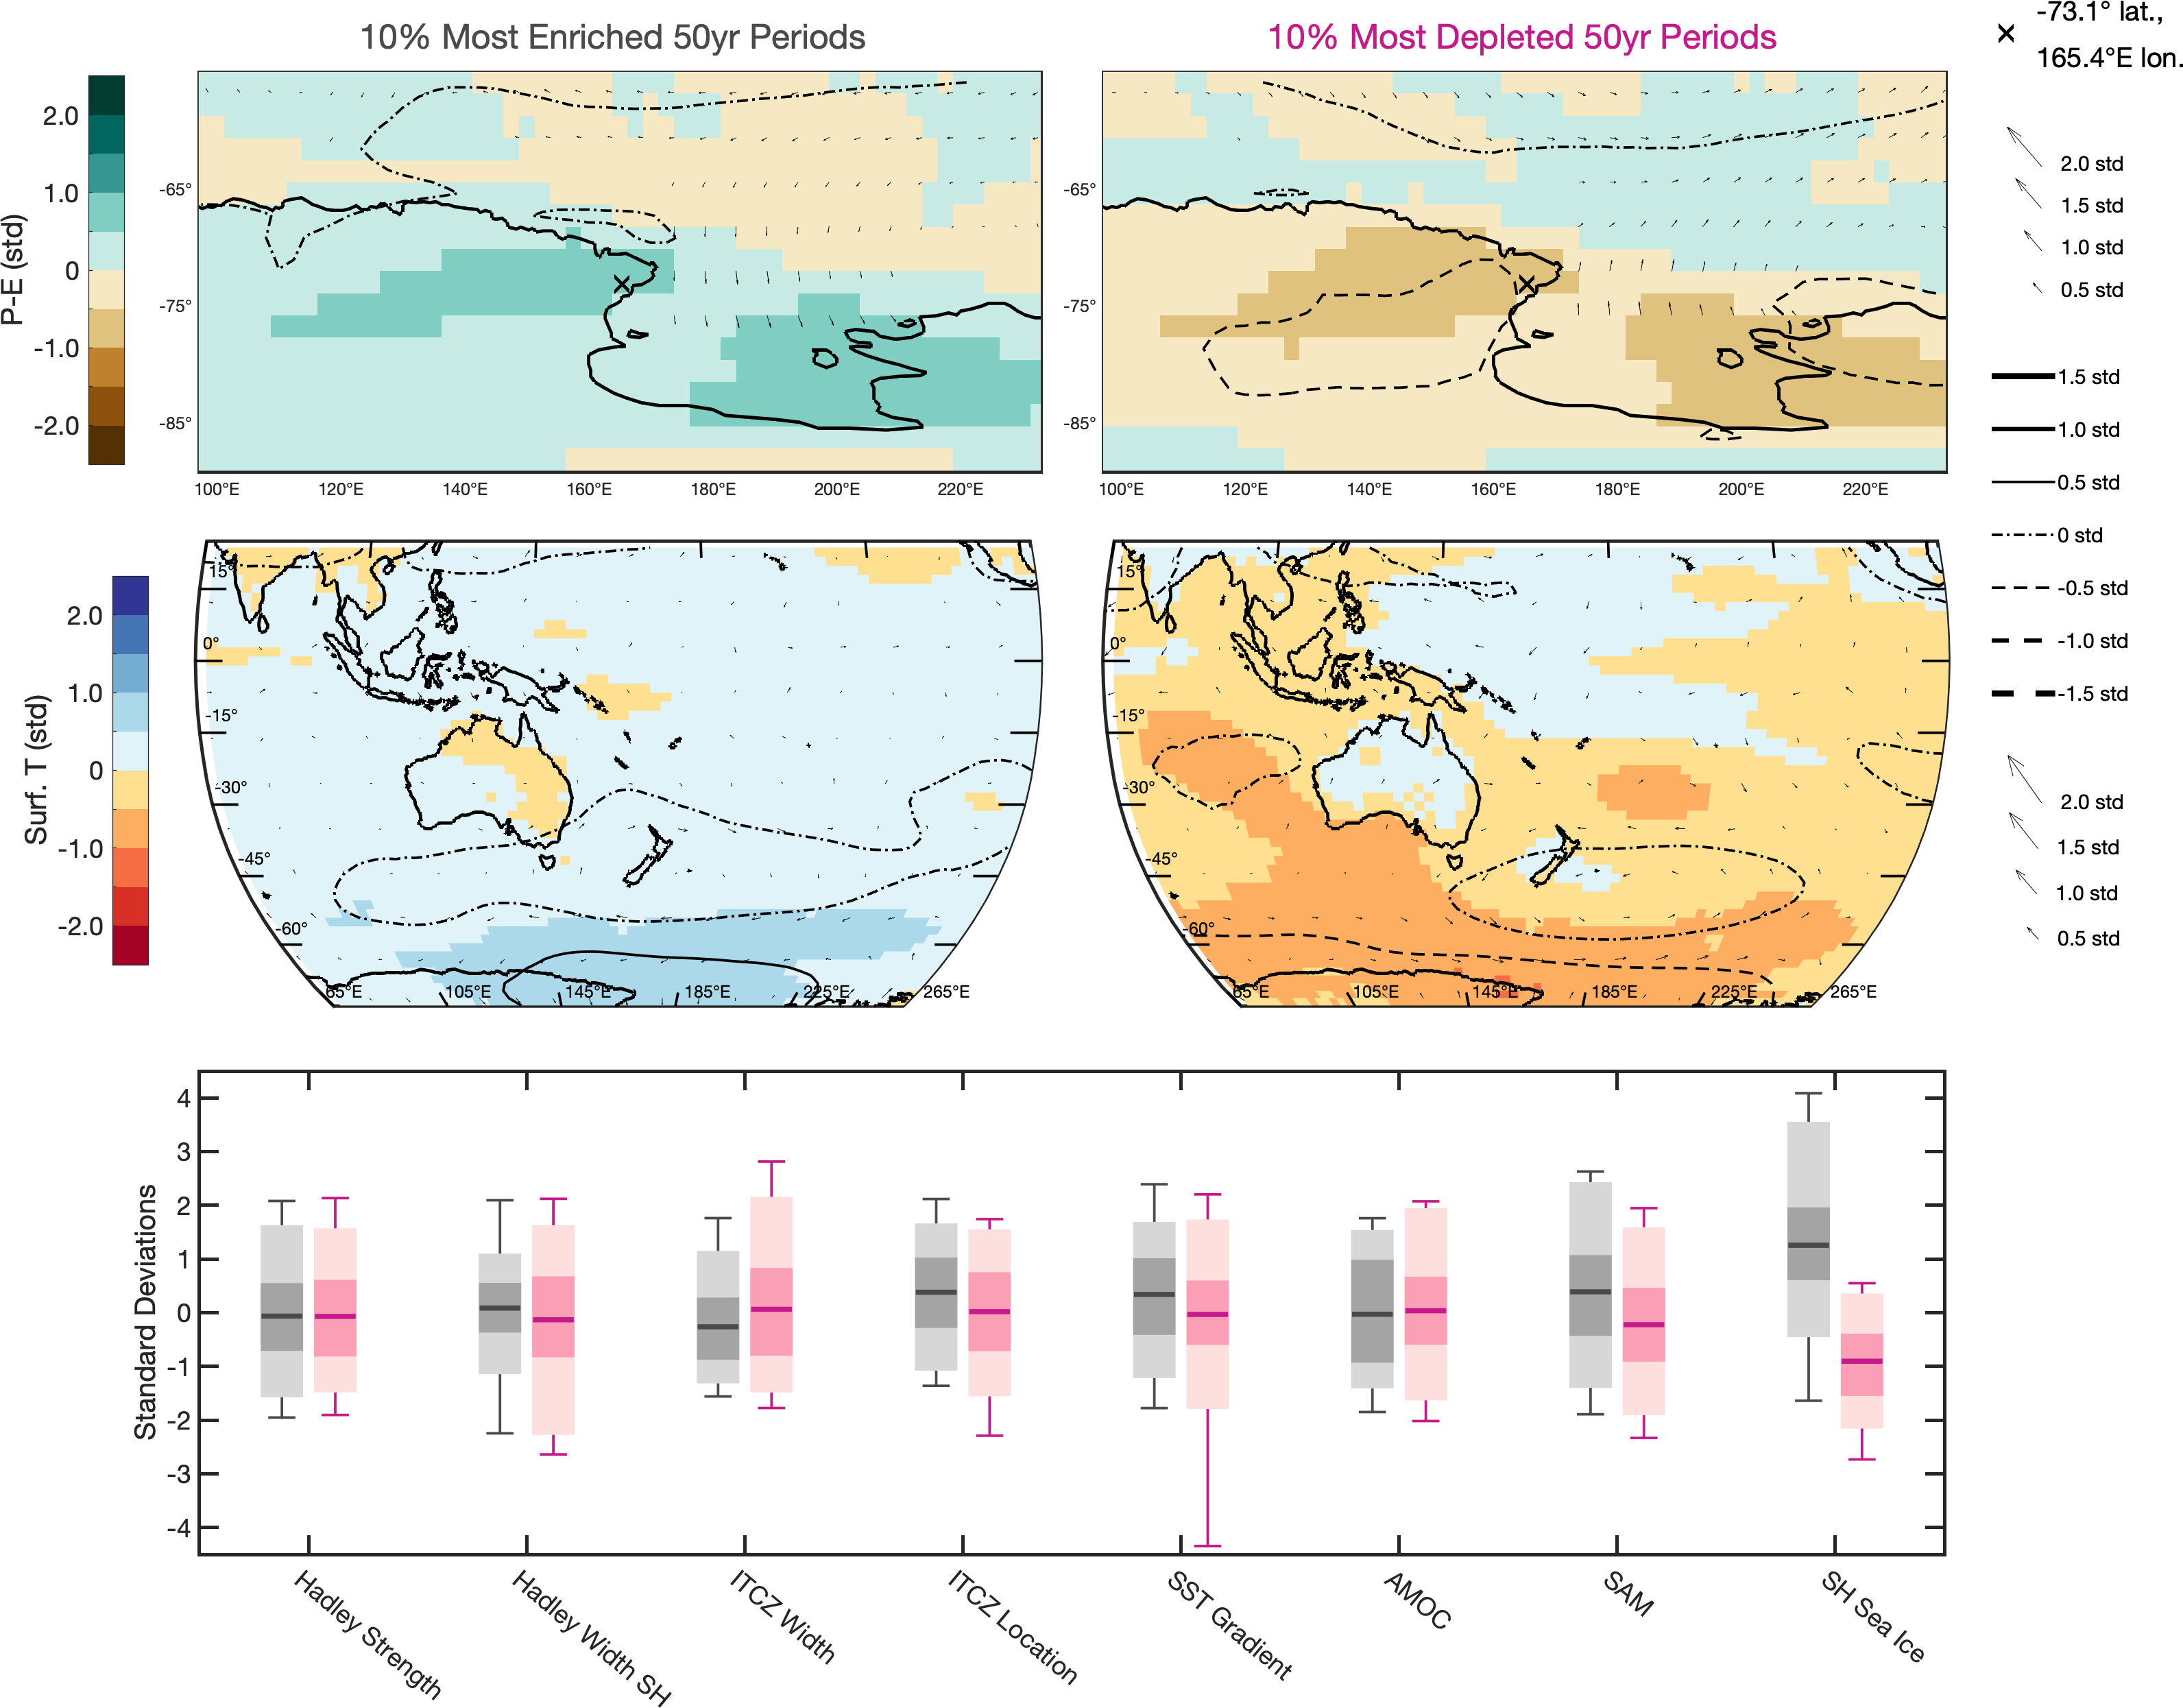 10% Most Enriched 50yr Periods
10% Most Depleted 50yr Periods
-73.1° lat.,
165.4°E lon.
P-E (std)
2.0
1.0
0
-1.0
-2.0
-65°
-75°
-85°
100°E 120°E 140°E 160°E 180°E 200°E 220°E
-65°
-75°
-85°
100°E 120°E 140°E 160°E 180°E 200°E 220°E
2.0 std
1.5 std
1.0 std
0.5 std
1.5 std
1.0 std
0.5 std
0 std
-0.5 std
-1.0 std
-1.5 std
2.0 std
1.5 std
1.0 std
0.5 std
Surf. T (std)
2.0
1.0
0
-1.0
-2.0
15°
0°
-15°
-30°
-45°
-60°
65°E 105°E 145°E 185°E 225°E 265°E
15°
0°
-15°
-30°
-45°
-60°
65°E 105°E 145°E 185°E 225°E 265°E
Standard Deviations
4
3
2
1
0
-1
-2
-3
-4
Hadley Strength
Hadley Width SH
ITCZ Width
ITCZ Location
SST Gradient
AMOC
SAM
SH Sea Ice